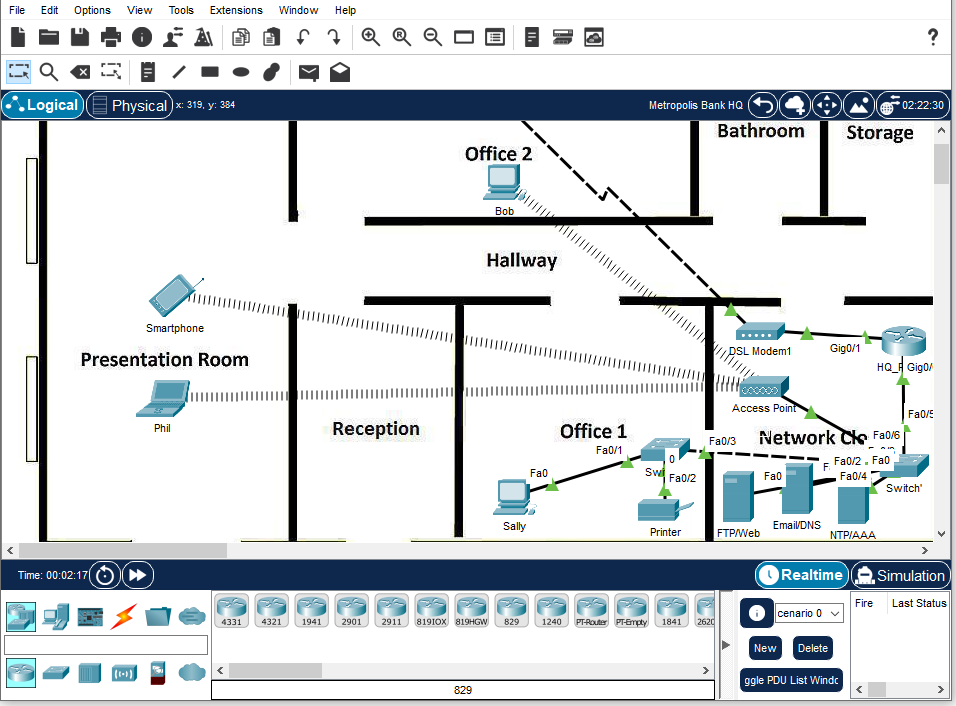 File Edit Options View Tools Extensions Window Help
?
Logical Physical x: 319, y: 384 Metropolis Bank HQ 02:22:30
Bathroom Storage
Office 2
Bob
Hallway
Smartphone
DSL Modem1 Gig0/1
HQ_ Gig0/
Presentation Room
Access Point
Fa0/5
Phil
Reception Office 1 Network Clo
Fa0/6
Fa0/1 Fa0/3
Fa0/2 Fa0
Fa0 Swi 0 Fa0/2 Fa0 Fa0/4 Switch'
Sally Printer FTP/Web Email/DNS NTP/AAA
Time: 00:02:17 Realtime Simulation
4331 4321 1941 2901 2911 819IOX 819HGW 829 1240 PT-Router PT-Empty 1841 2620
cenario 0 Fire Last Status
New Delete
ggle PDU List Windo
829